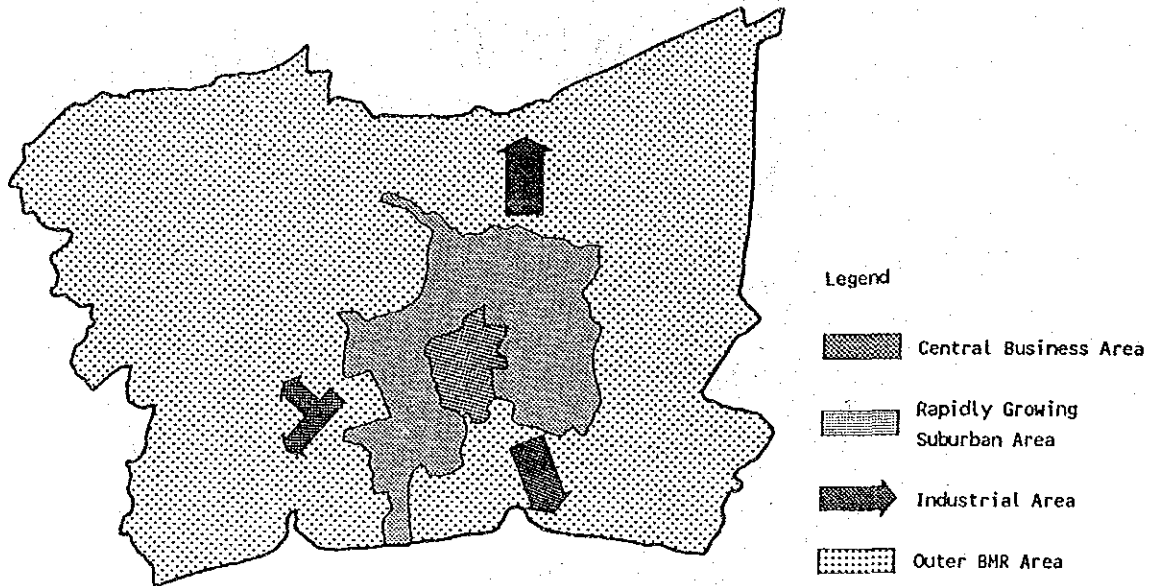 Legend
Central Business Area
Rapidly Growing
Suburban Area
Industrial Area
Outer BMR Area